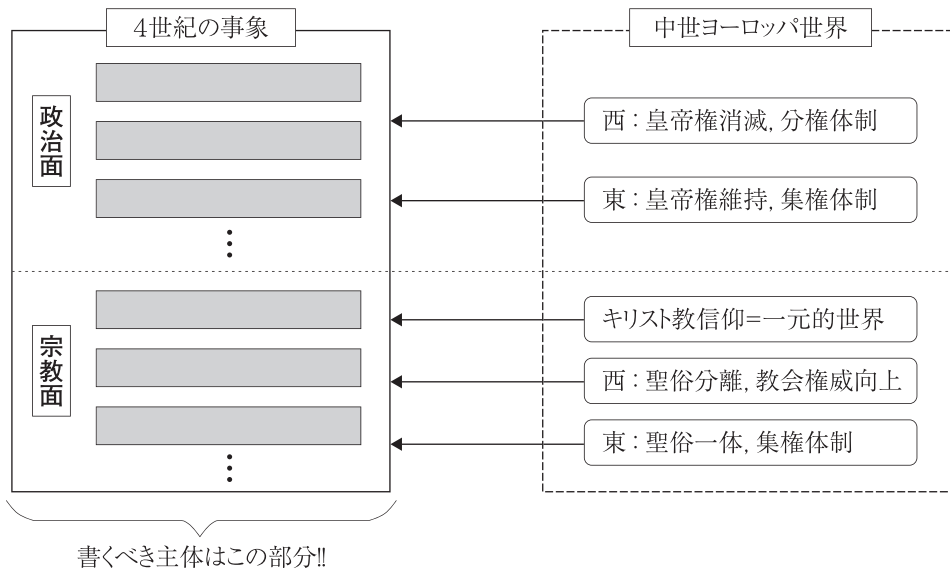 4世紀の事象
中世ヨーロッパ世界
政治面
西：皇帝権消滅, 分権体制
東：皇帝権維持, 集権体制
宗教面
キリスト教信仰=一元的世界
西：聖俗分離, 教会権威向上
東：聖俗一体, 集権体制
書くべき主体はこの部分!!